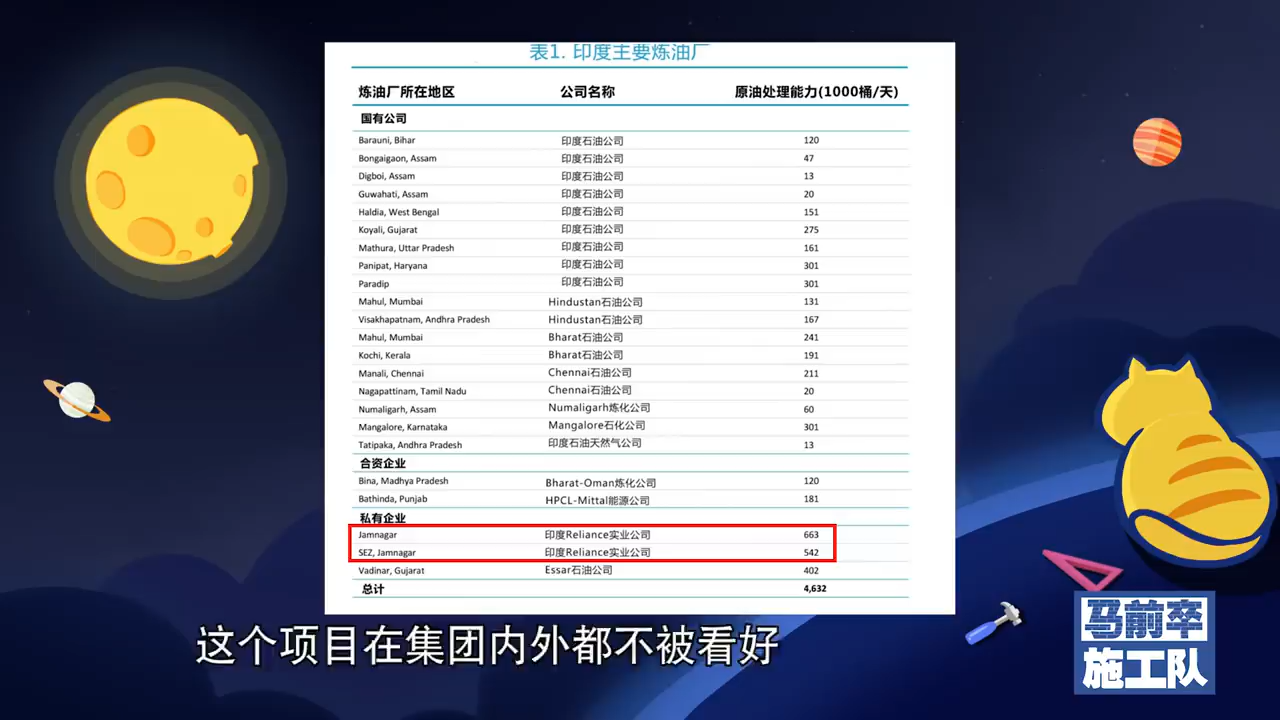 表1. 印度主要炼油厂
炼油厂所在地区 公司名称 原油处理能力(1000桶/天)
国有公司
Barauni, Bihar 印度石油公司 120
Bongaigaon, Assam 印度石油公司 47
Digboi, Assam 印度石油公司 13
Guwahati, Assam 印度石油公司 20
Haldia, West Bengal 印度石油公司 151
Koyali, Gujarat 印度石油公司 275
Mathura, Uttar Pradesh 印度石油公司 161
Panipat, Haryana 印度石油公司 301
Paradip 印度石油公司 301
Mahul, Mumbai Hindustan石油公司 131
Visakhapatnam, Andhra Pradesh Hindustan石油公司 167
Mahul, Mumbai Bharat石油公司 241
Kochi, Kerala Bharat石油公司 191
Manali, Chennai Chennai石油公司 211
Nagapattinam, Tamil Nadu Chennai石油公司 20
Numaligarh, Assam Numaligarh炼化公司 60
Mangalore, Karnataka Mangalore石化公司 301
Tatipaka, Andhra Pradesh 印度石油天然气公司 13
合资企业
Bina, Madhya Pradesh Bharat-Oman炼化公司 120
Bathinda, Punjab HPCL-Mittal能源公司 181
私有企业
Jamnagar 印度Reliance实业公司 663
SEZ, Jamnagar 印度Reliance实业公司 542
Vadinar, Gujarat Essar石油公司 402
总计 4,632
这个项目在集团内外都不被看好
马前卒
施工队